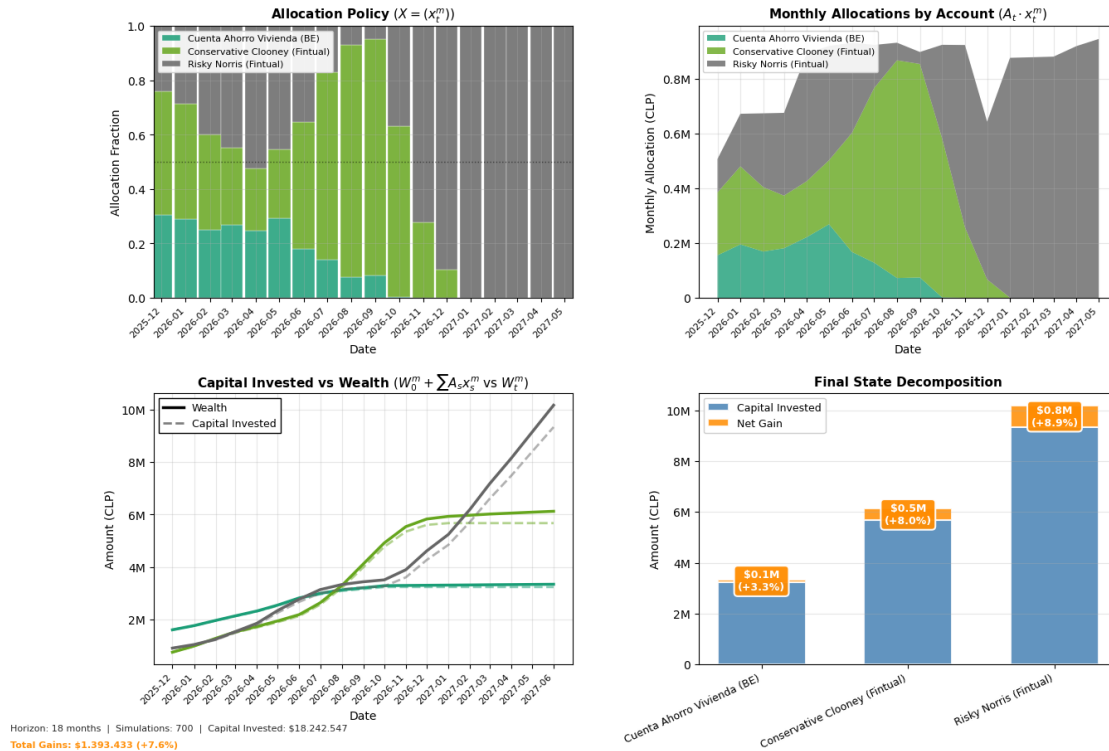 Allocation Policy (X = (x_t^m))
Cuenta Ahorro Vivienda (BE)
Conservative Clooney (Fintual)
Risky Norris (Fintual)
Allocation Fraction
1.0
0.8
0.6
0.4
0.2
0.0
2025-12
2026-01
2026-02
2026-03
2026-04
2026-05
2026-06
2026-07
2026-08
2026-09
2026-10
2026-11
2026-12
2027-01
2027-02
2027-03
2027-04
2027-05
Date
Monthly Allocations by Account (A_t · x_t^m)
Cuenta Ahorro Vivienda (BE)
Conservative Clooney (Fintual)
Risky Norris (Fintual)
Monthly Allocation (CLP)
0.8M
0.6M
0.4M
0.2M
0
2025-12
2026-01
2026-02
2026-03
2026-04
2026-05
2026-06
2026-07
2026-08
2026-09
2026-10
2026-11
2026-12
2027-01
2027-02
2027-03
2027-04
2027-05
Date
Capital Invested vs Wealth (W_0^m + ∑A_s x_s^m vs W_t^m)
Wealth
Capital Invested
Amount (CLP)
10M
8M
6M
4M
2M
2025-12
2026-01
2026-02
2026-03
2026-04
2026-05
2026-06
2026-07
2026-08
2026-09
2026-10
2026-11
2026-12
2027-01
2027-02
2027-03
2027-04
2027-06
Date
Final State Decomposition
Capital Invested
Net Gain
Amount (CLP)
10M
8M
6M
4M
2M
0
$0.1M
(+3.3%)
$0.5M
(+8.0%)
$0.8M
(+8.9%)
Cuenta Ahorro Vivienda (BE)
Conservative Clooney (Fintual)
Risky Norris (Fintual)
Horizon: 18 months | Simulations: 700 | Capital Invested: $18.242.547
Total Gains: $1.393.433 (+7.6%)